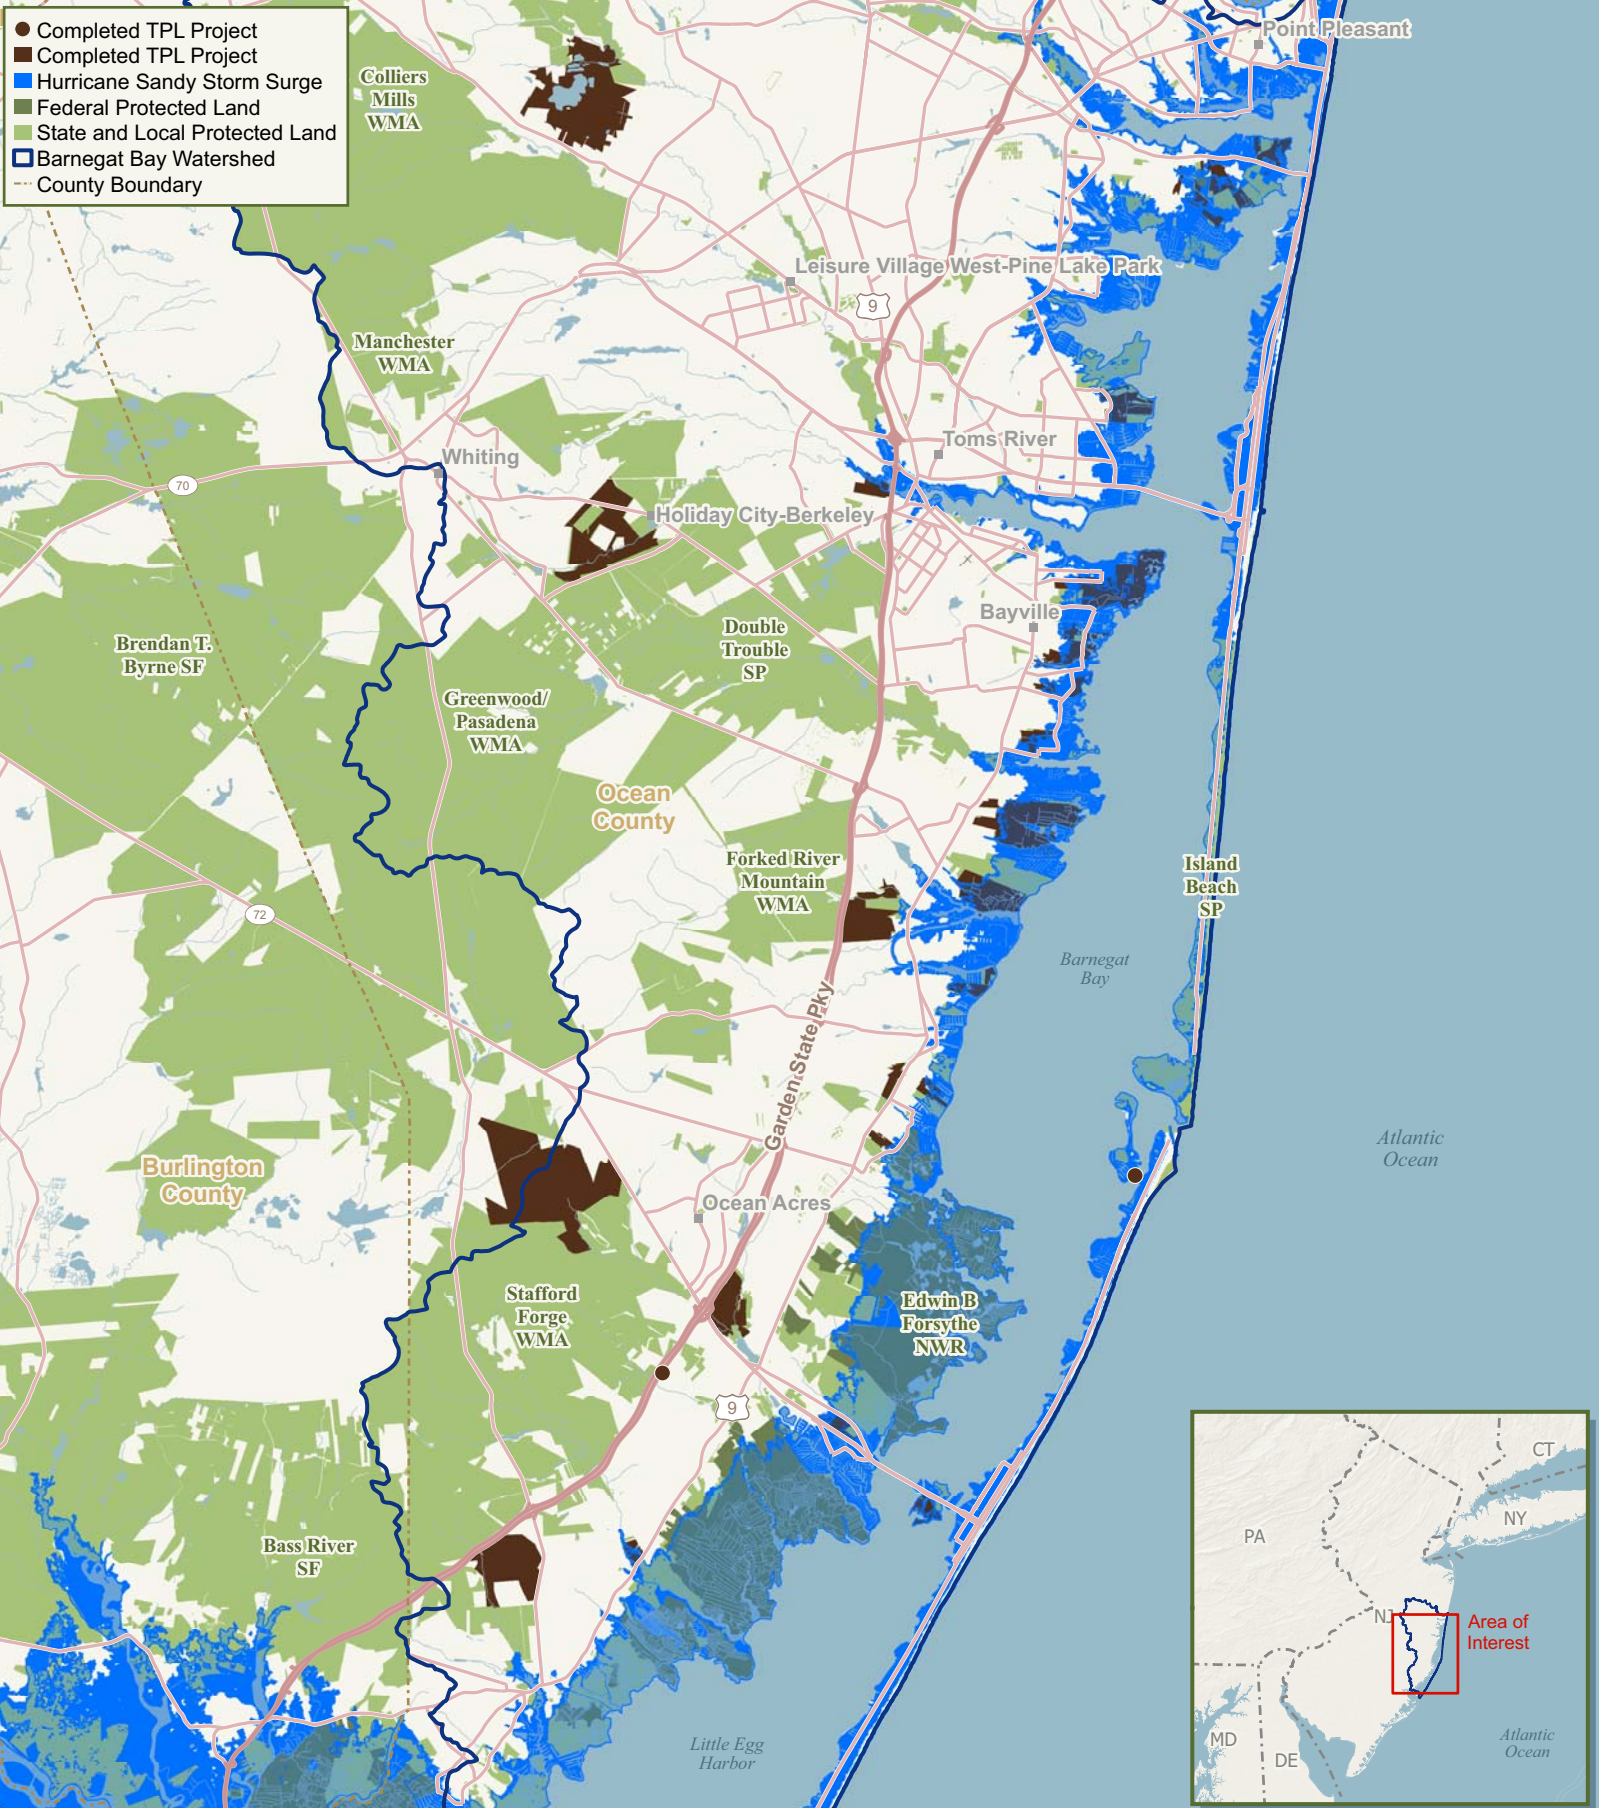 Completed TPL Project
Completed TPL Project
Hurricane Sandy Storm Surge
Federal Protected Land
State and Local Protected Land
Barnegat Bay Watershed
County Boundary
Point Pleasant
Colliers
Mills
WMA
Leisure Village West-Pine Lake Park
9
Manchester
WMA
Toms River
Whiting
70
Holiday City-Berkeley
Bayville
Brendan T.
Byrne SF
Double
Trouble
SP
Greenwood/
Pasadena
WMA
Ocean
County
Forked River
Mountain
WMA
Island
Beach
SP
72
Barnegat
Bay
Garden State Pky
Atlantic
Ocean
Burlington
County
Ocean Acres
Stafford
Forge
WMA
Edwin B
Forsythe
NWR
9
Bass River
SF
Little Egg
Harbor
CT
NY
PA
NJ
Area of
Interest
MD
DE
Atlantic
Ocean